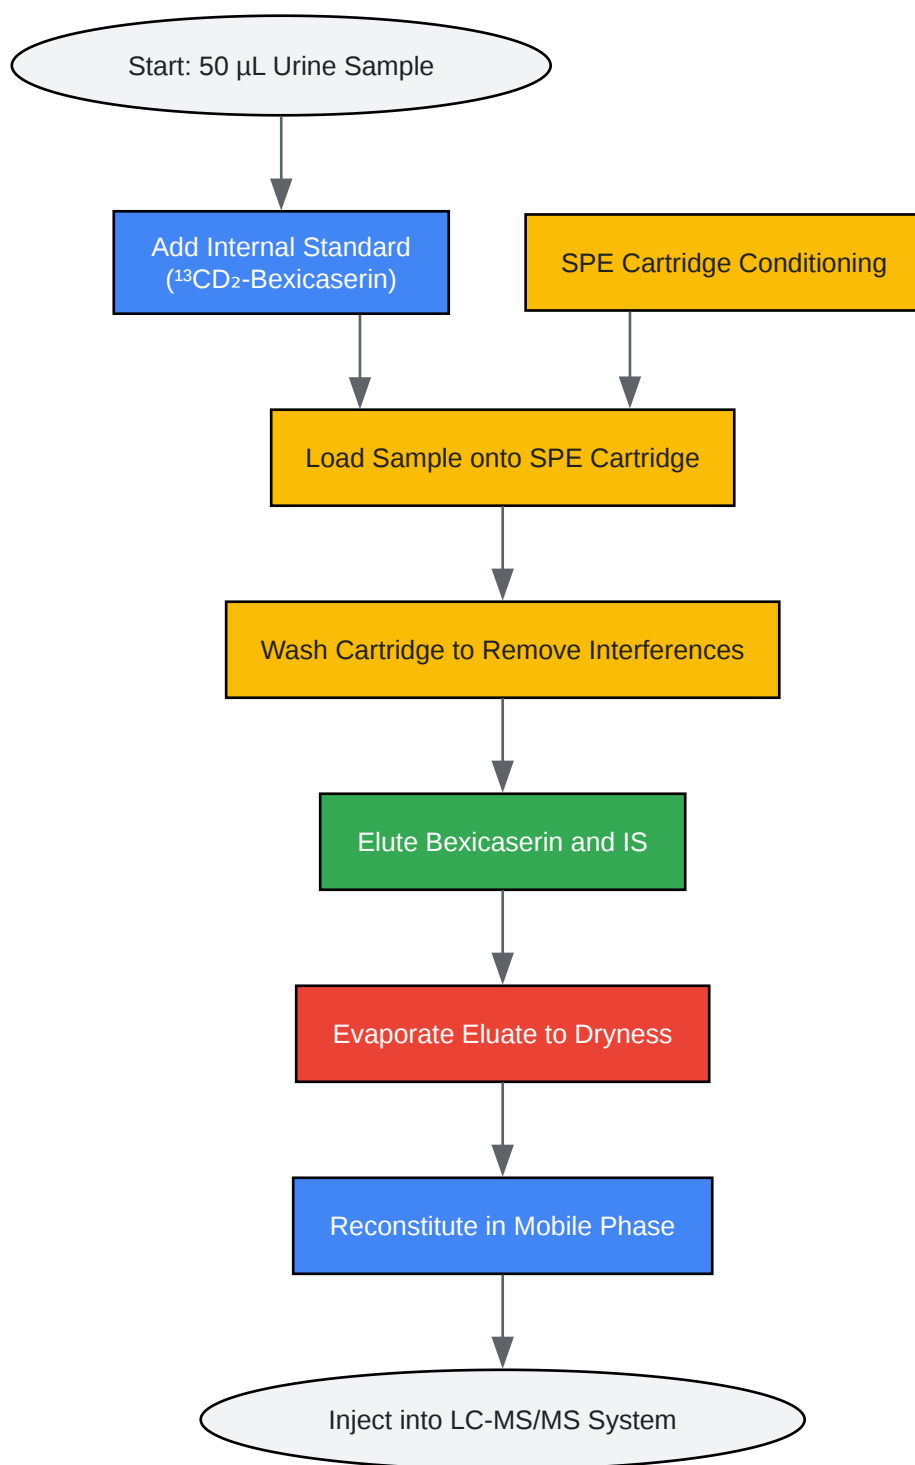 Start: 50 µL Urine Sample
Add Internal Standard
(¹³CD₂-Bexicaserin)
SPE Cartridge Conditioning
Load Sample onto SPE Cartridge
Wash Cartridge to Remove Interferences
Elute Bexicaserin and IS
Evaporate Eluate to Dryness
Reconstitute in Mobile Phase
Inject into LC-MS/MS System